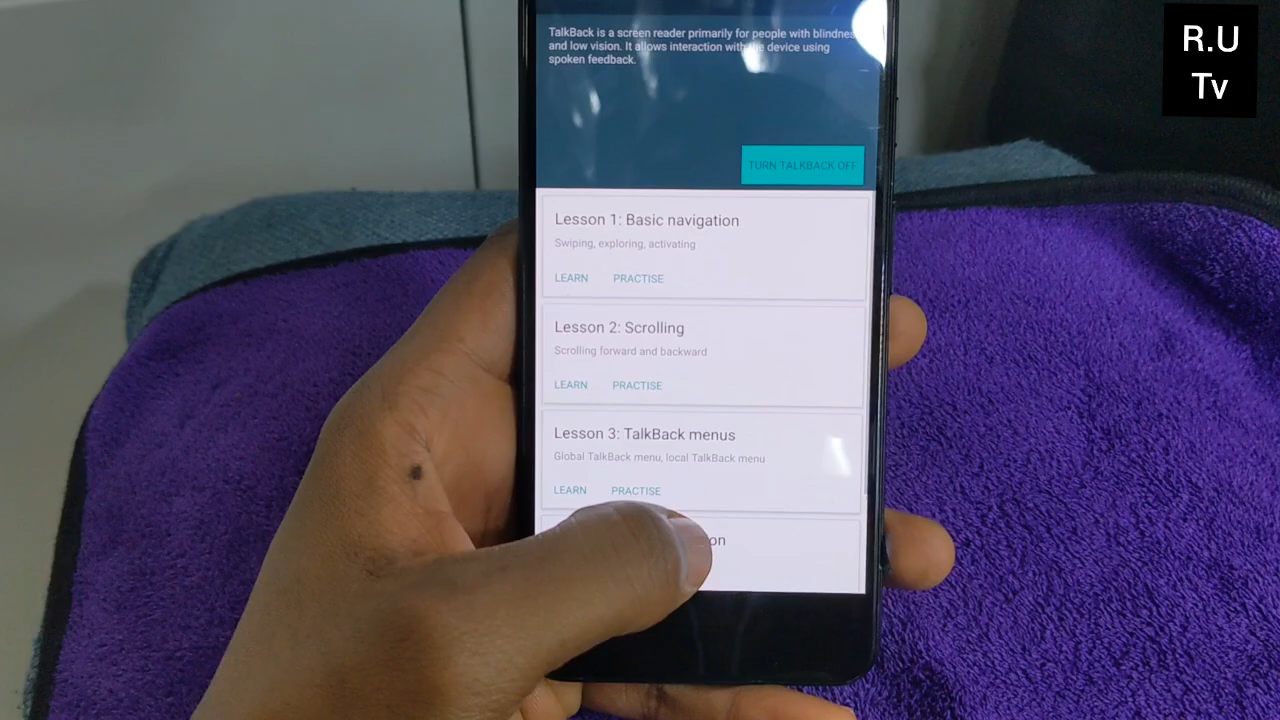 R.U
Tv
TalkBack is a screen reader primarily for people with
and low vision. It allows interaction with the device using
spoken feedback.
TURN TALKBACK OFF
Lesson 1: Basic navigation
Swiping, exploring, activating
LEARN PRACTISE
Lesson 2: Scrolling
Scrolling forward and backward
LEARN PRACTISE
Lesson 3: TalkBack menus
Global TalkBack menu, local TalkBack menu
LEARN PRACTISE